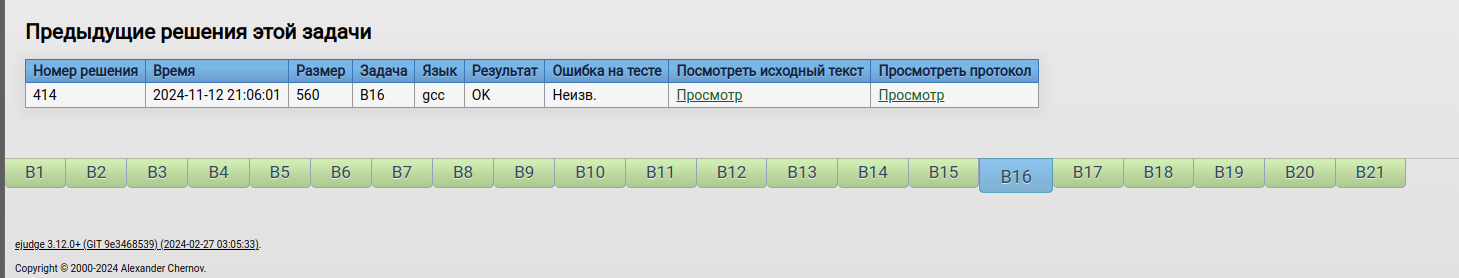 Предыдущие решения этой задачи
Номер решения Время Размер Задача Язык Результат Ошибка на тесте Посмотреть исходный текст Просмотреть протокол
414 2024-11-12 21:06:01 560 B16 gcc OK Неизв. Просмотр Просмотр
B1 B2 B3 B4 B5 B6 B7 B8 B9 B10 B11 B12 B13 B14 B15 B16 B17 B18 B19 B20 B21
ejudge 3.12.0+ (GIT 9e3468539) (2024-02-27 03:05:33).
Copyright © 2000-2024 Alexander Chernov.